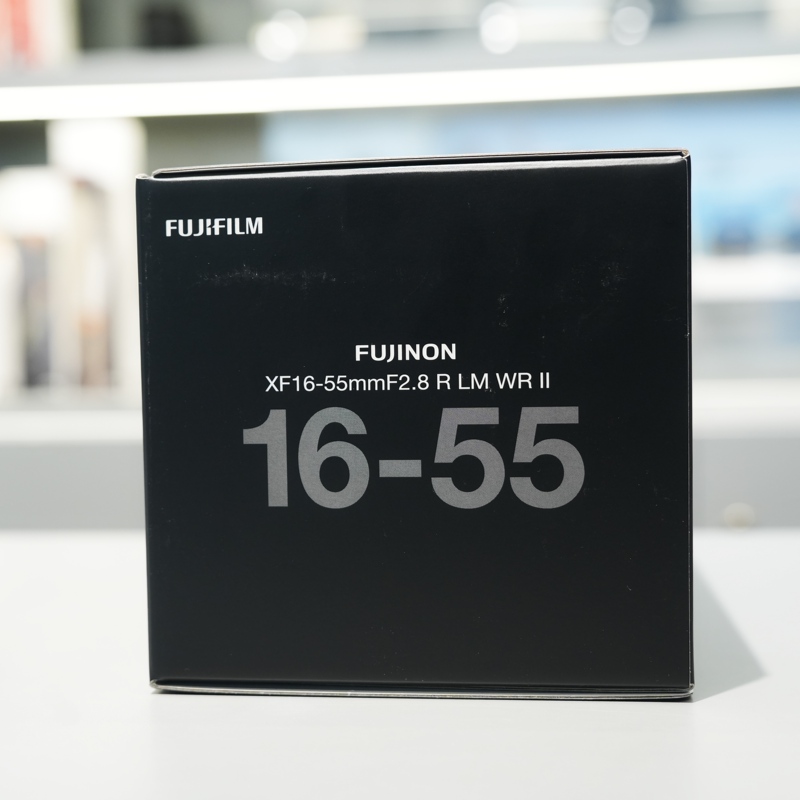 FUJIFILM
FUJINON
XF16-55mmF2.8 R LM WR II
16-55